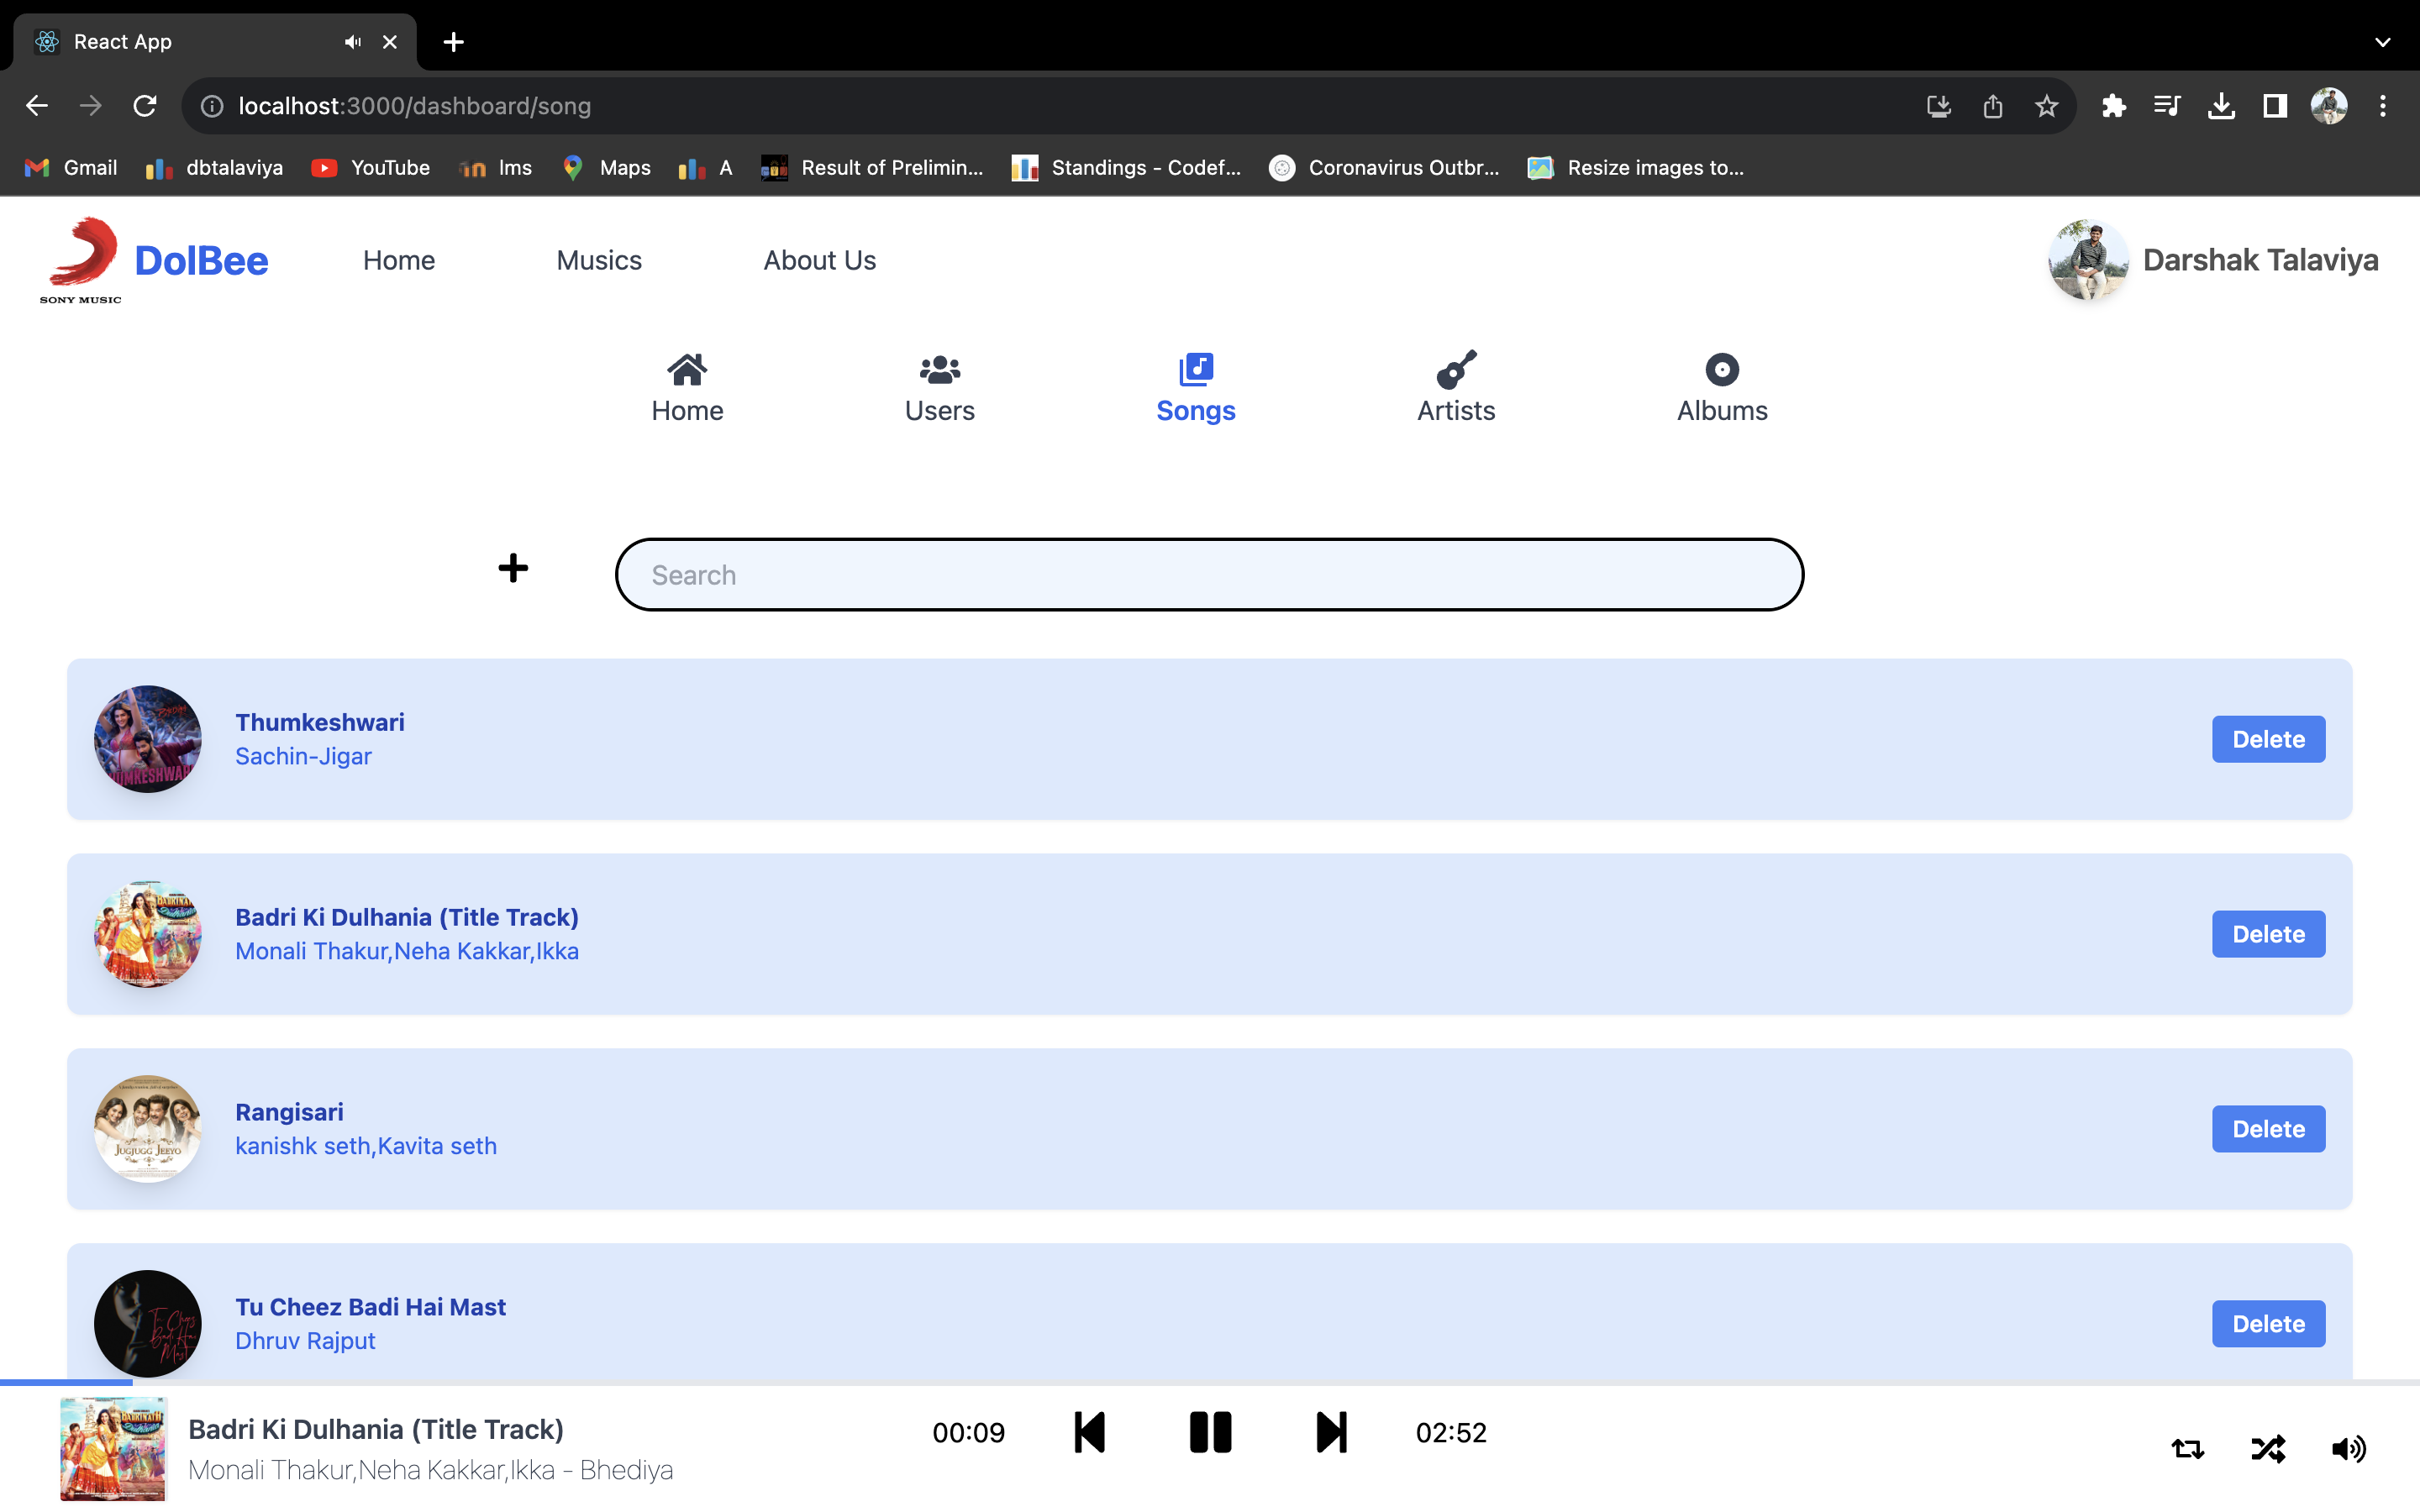 React App
localhost:3000/dashboard/song
Gmail dbtalaviya YouTube lms Maps A Result of Prelimin... Standings - Codef... Coronavirus Outbr... Resize images to...
SONY MUSIC
DolBee Home Musics About Us Darshak Talaviya
Home Users Songs Artists Albums
Search
Thumkeshwari
Sachin-Jigar
Delete
Badri Ki Dulhania (Title Track)
Monali Thakur,Neha Kakkar,Ikka
Delete
Rangisari
kanishk seth,Kavita seth
Delete
JUGJUGG JEEYO
Tu Cheez Badi Hai Mast
Dhruv Rajput
Delete
Badri Ki Dulhania (Title Track)
Monali Thakur,Neha Kakkar,Ikka - Bhediya
00:09 02:52